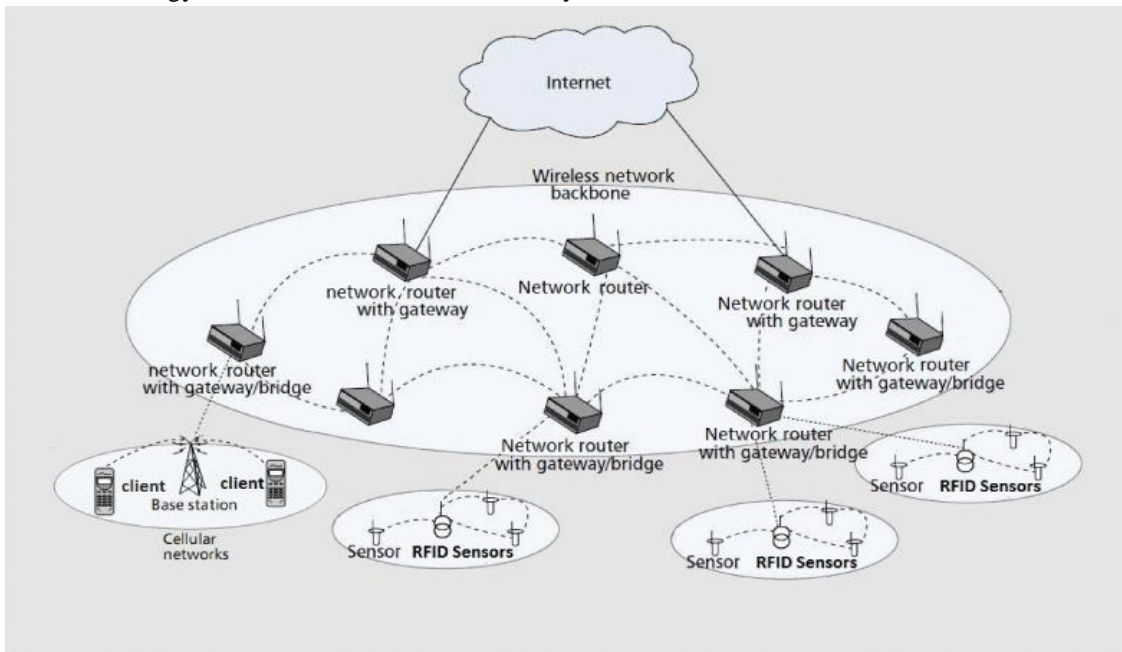 Internet
Wireless network
backbone
network router
with gateway
Network router
Network router
with gateway
network router
with gateway/bridge
Network router
with gateway/bridge
Network router
with gateway/bridge
Network router
with gateway/bridge
client
client
Base station
Cellular
networks
Sensor
RFID Sensors
Sensor
RFID Sensors
Sensor
RFID Sensors